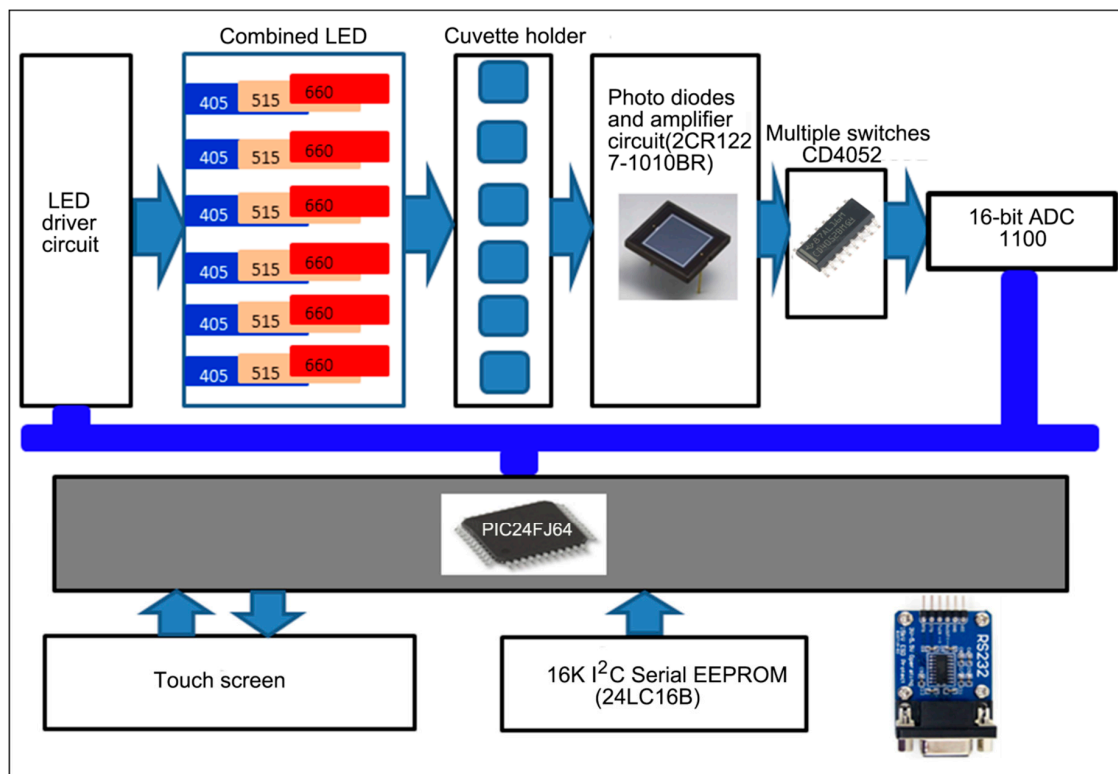 Combined LED
Cuvette holder
LED
driver
circuit
405 515 660
405 515 660
405 515 660
405 515 660
405 515 660
405 515 660
Photo diodes
and amplifier
circuit(2CR122
7-1010BR)
Multiple switches
CD4052
16-bit ADC
1100
PIC24FJ64
Touch screen
16K I²C Serial EEPROM
(24LC16B)
RS232